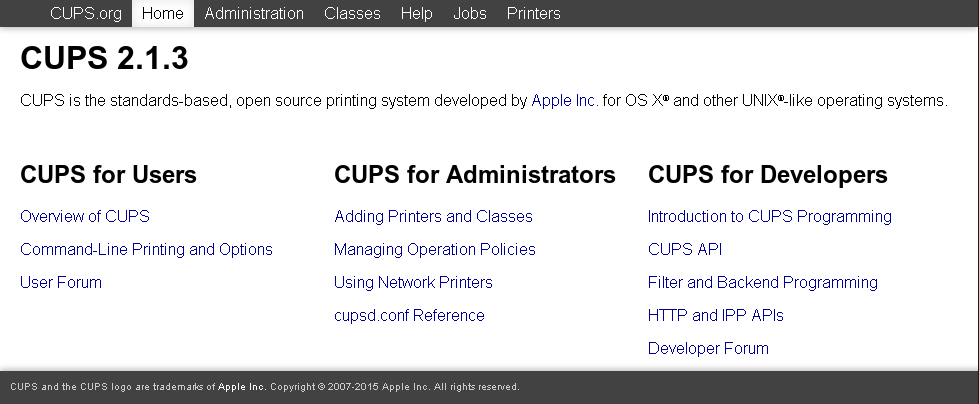 CUPS.org Home Administration Classes Help Jobs Printers
CUPS 2.1.3
CUPS is the standards-based, open source printing system developed by Apple Inc. for OS X® and other UNIX®-like operating systems.
CUPS for Users
Overview of CUPS
Command-Line Printing and Options
User Forum
CUPS for Administrators
Adding Printers and Classes
Managing Operation Policies
Using Network Printers
cupsd.conf Reference
CUPS for Developers
Introduction to CUPS Programming
CUPS API
Filter and Backend Programming
HTTP and IPP APIs
Developer Forum
CUPS and the CUPS logo are trademarks of Apple Inc. Copyright © 2007-2015 Apple Inc. All rights reserved.